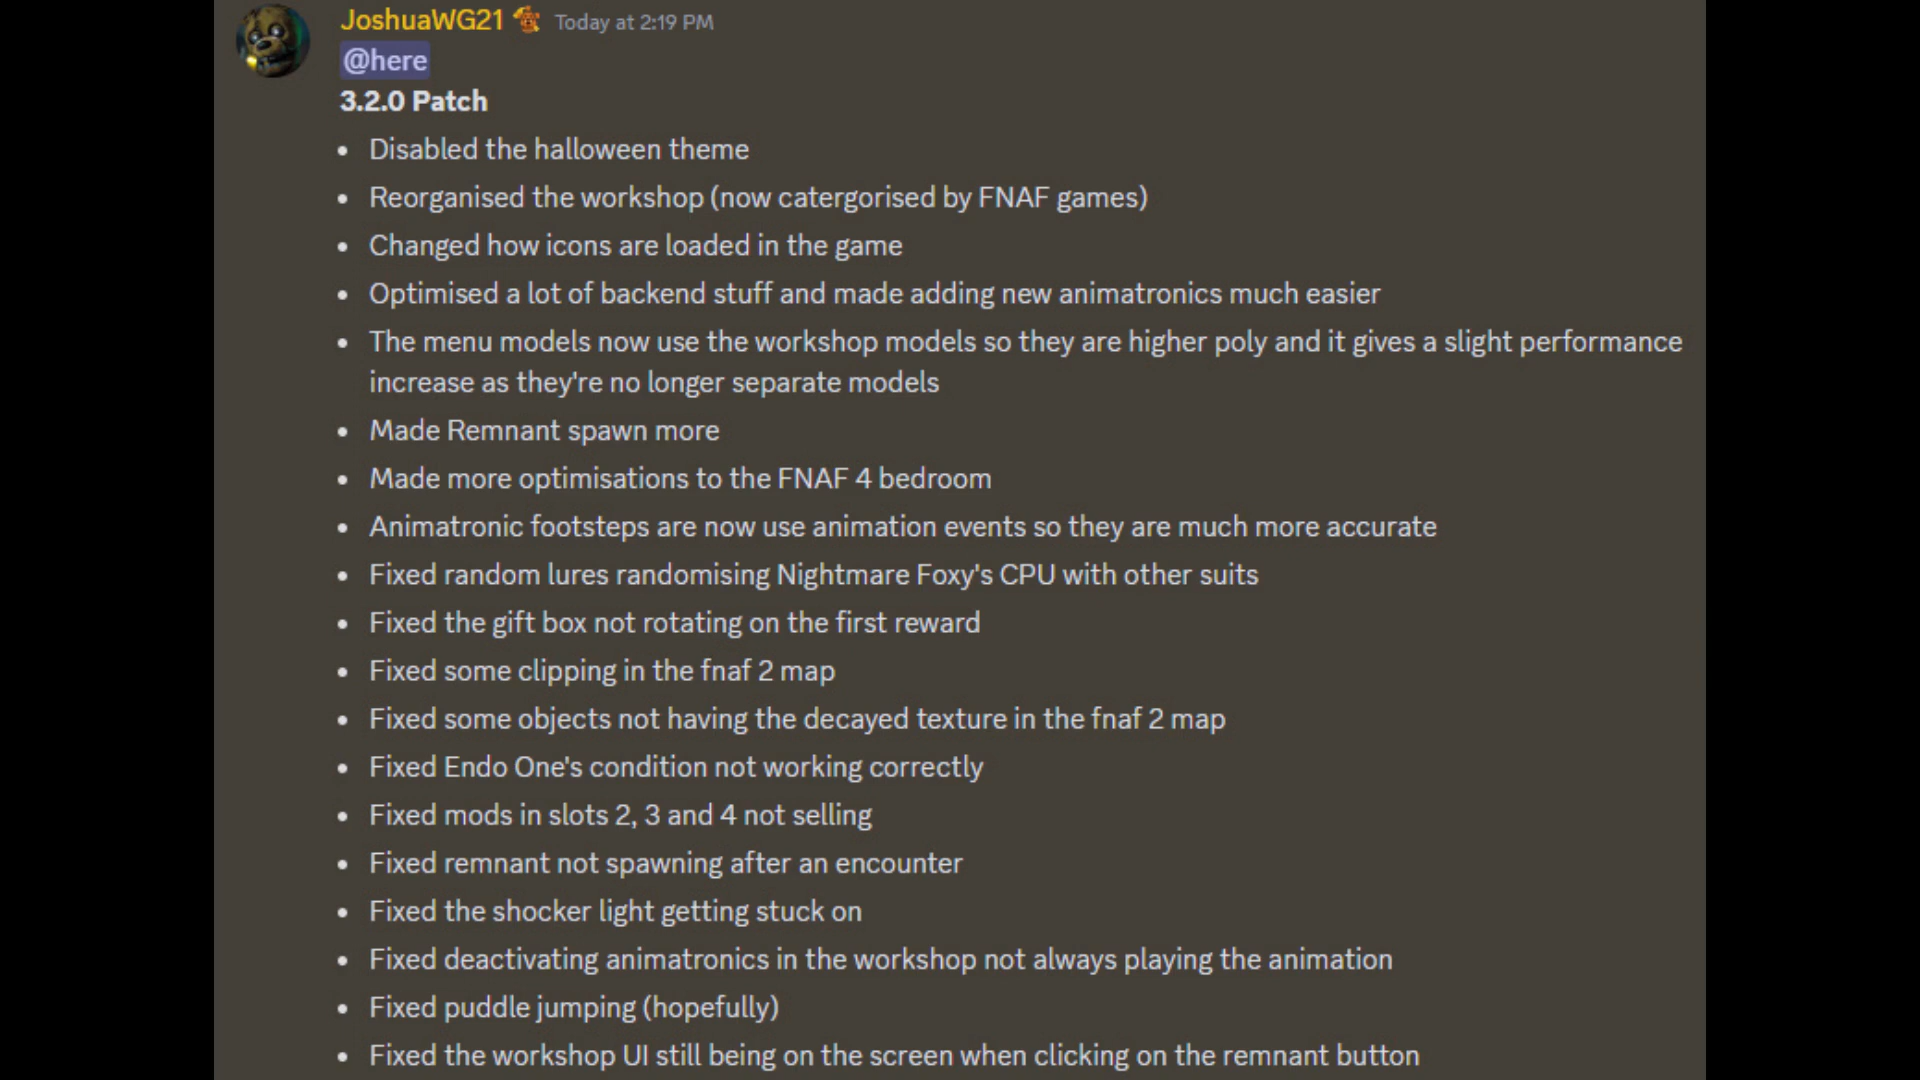 JoshuaWG21 Today at 2:19 PM
@here
3.2.0 Patch
• Disabled the halloween theme
• Reorganised the workshop (now catergorised by FNAF games)
• Changed how icons are loaded in the game
• Optimised a lot of backend stuff and made adding new animatronics much easier
• The menu models now use the workshop models so they are higher poly and it gives a slight performance
increase as they're no longer separate models
• Made Remnant spawn more
• Made more optimisations to the FNAF 4 bedroom
• Animatronic footsteps are now use animation events so they are much more accurate
• Fixed random lures randomising Nightmare Foxy's CPU with other suits
• Fixed the gift box not rotating on the first reward
• Fixed some clipping in the fnaf 2 map
• Fixed some objects not having the decayed texture in the fnaf 2 map
• Fixed Endo One's condition not working correctly
• Fixed mods in slots 2, 3 and 4 not selling
• Fixed remnant not spawning after an encounter
• Fixed the shocker light getting stuck on
• Fixed deactivating animatronics in the workshop not always playing the animation
• Fixed puddle jumping (hopefully)
• Fixed the workshop UI still being on the screen when clicking on the remnant button